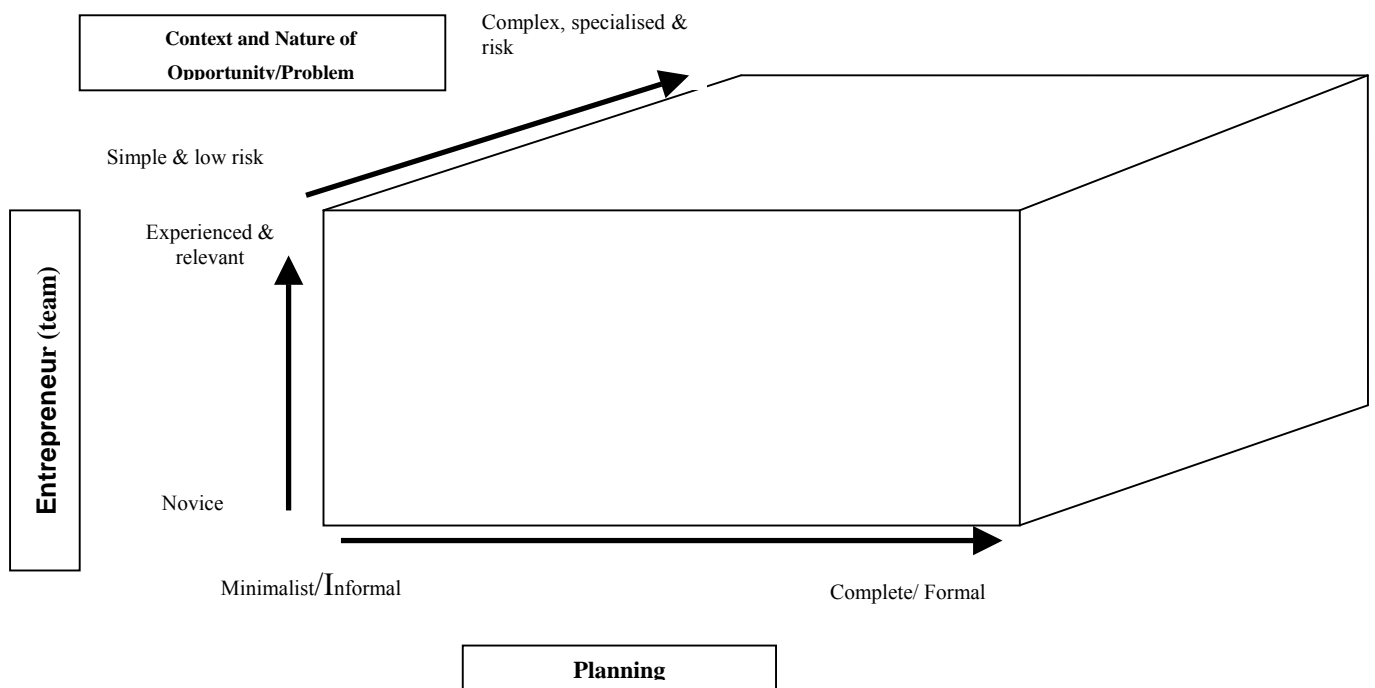 Context and Nature of
Opportunity/Problem
Complex, specialised &
risk
Simple & low risk
Experienced &
relevant
Entrepreneur (team)
Novice
Minimalist/Informal
Complete/ Formal
Planning